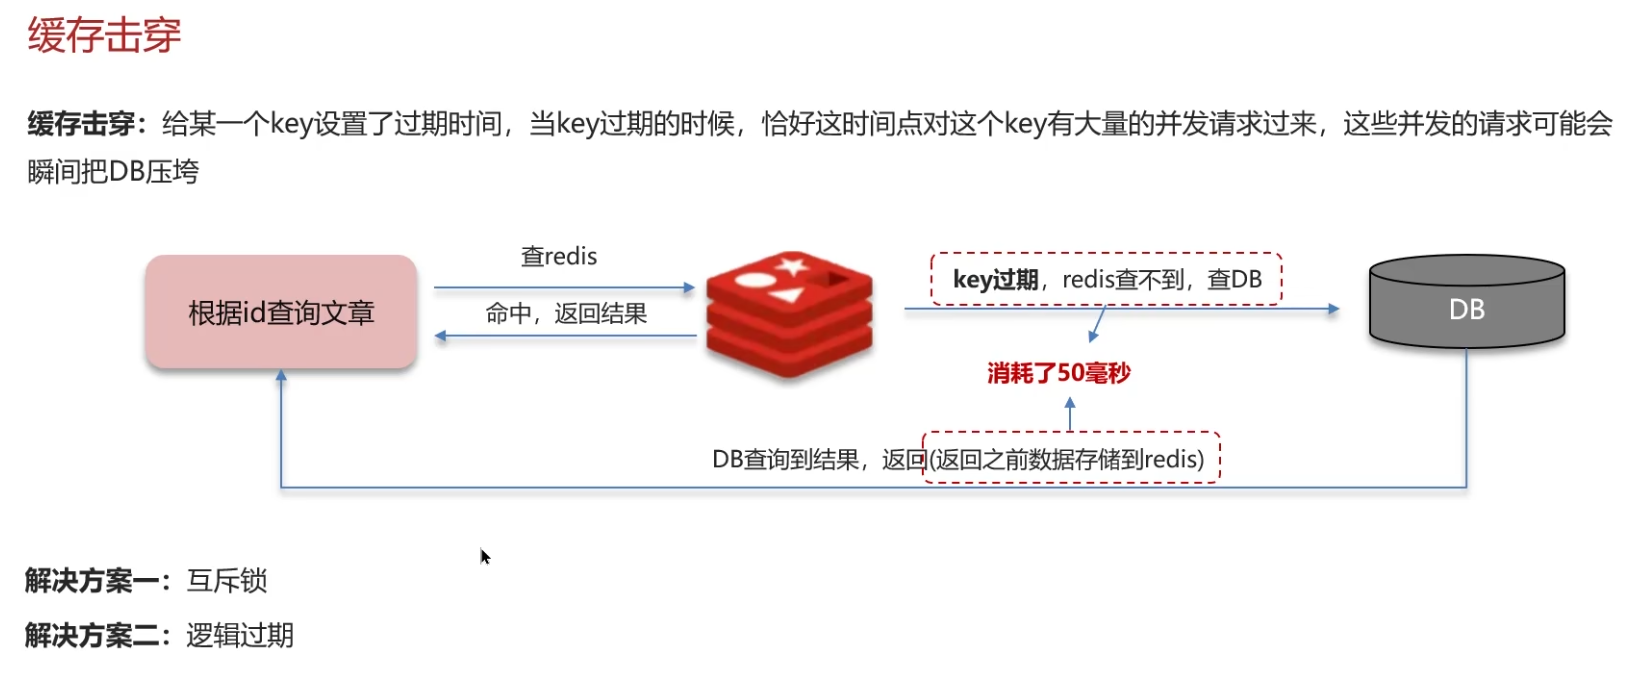 缓存击穿
缓存击穿：给某一个key设置了过期时间，当key过期的时候，恰好这时间点对这个key有大量的并发请求过来，这些并发的请求可能会
瞬间把DB压垮
查redis
key过期，redis查不到，查DB
根据id查询文章
命中，返回结果
DB
消耗了50毫秒
DB查询到结果，返回(返回之前数据存储到redis)
解决方案一：互斥锁
解决方案二：逻辑过期